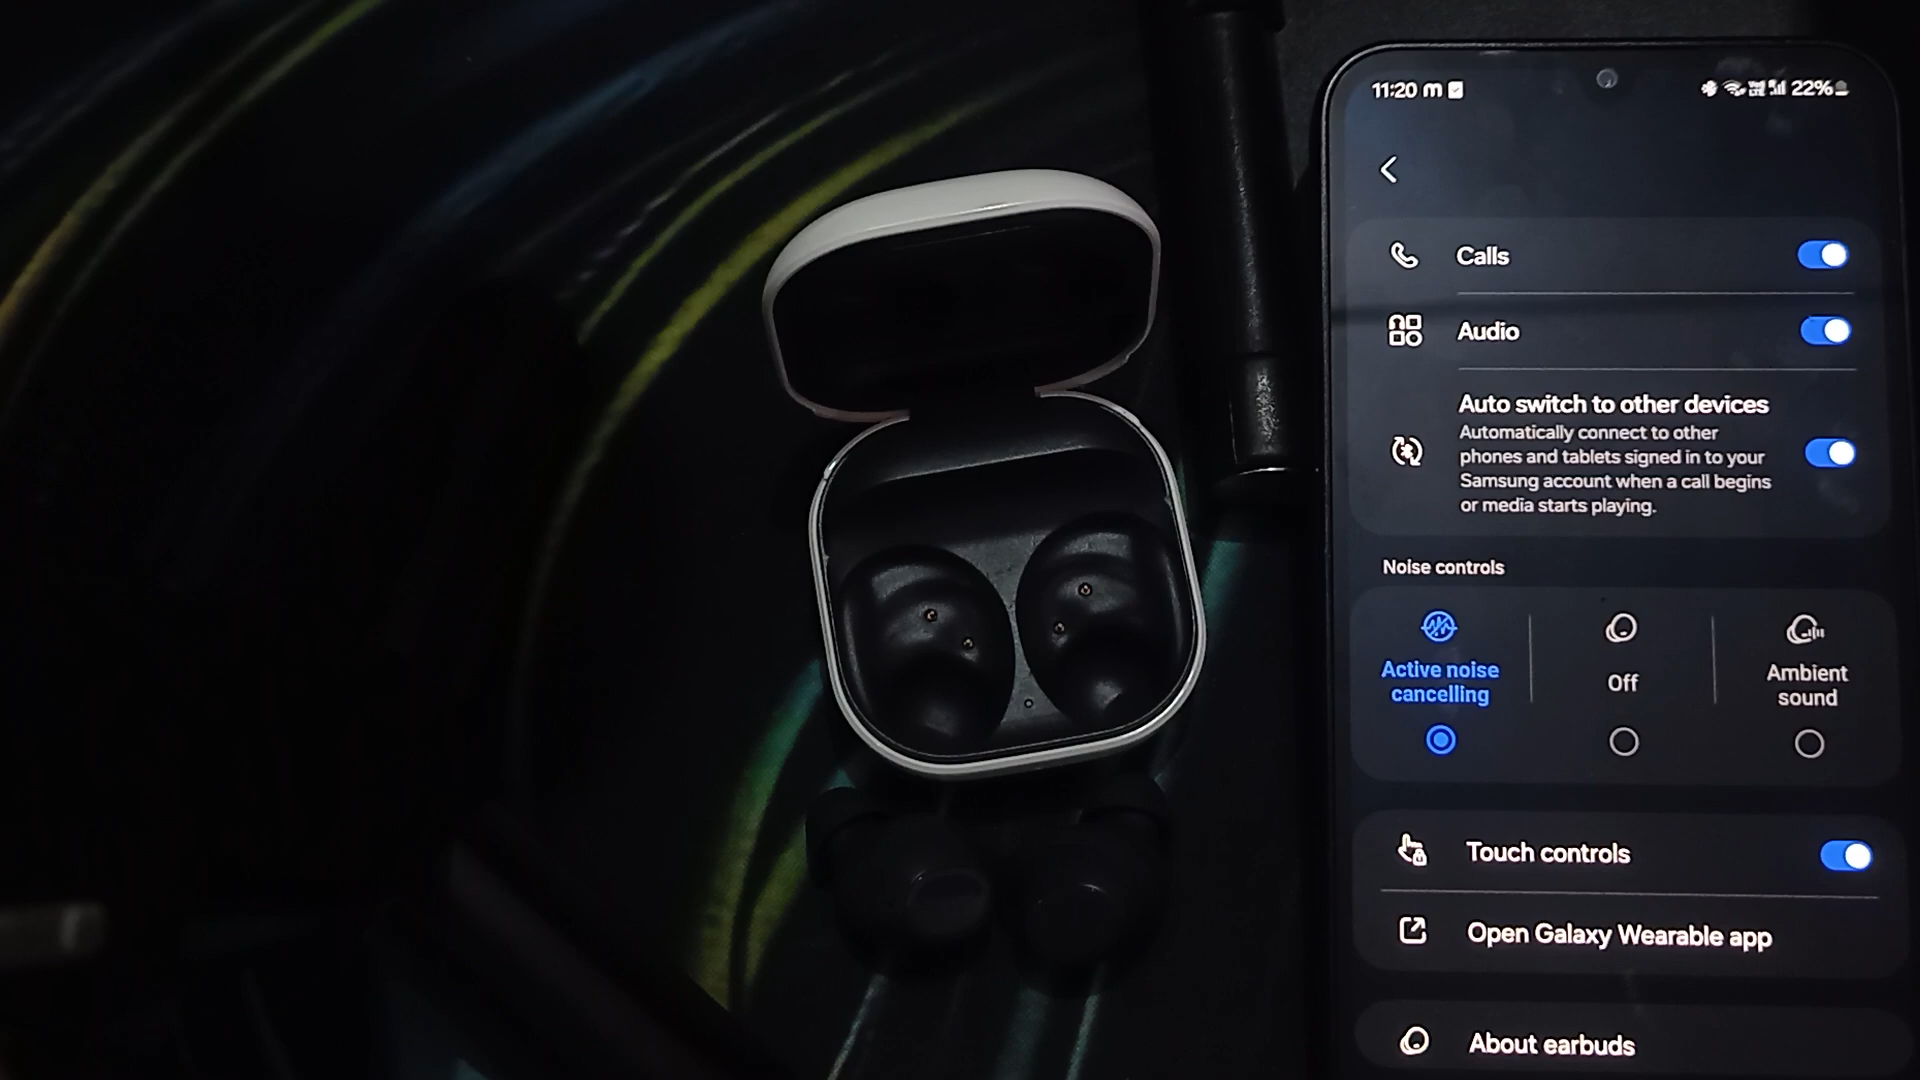 11:20 m 22%
Calls
Audio
Auto switch to other devices
Automatically connect to other
phones and tablets signed in to your
Samsung account when a call begins
or media starts playing.
Noise controls
Active noise
cancelling
Off
Ambient
sound
Touch controls
Open Galaxy Wearable app
About earbuds